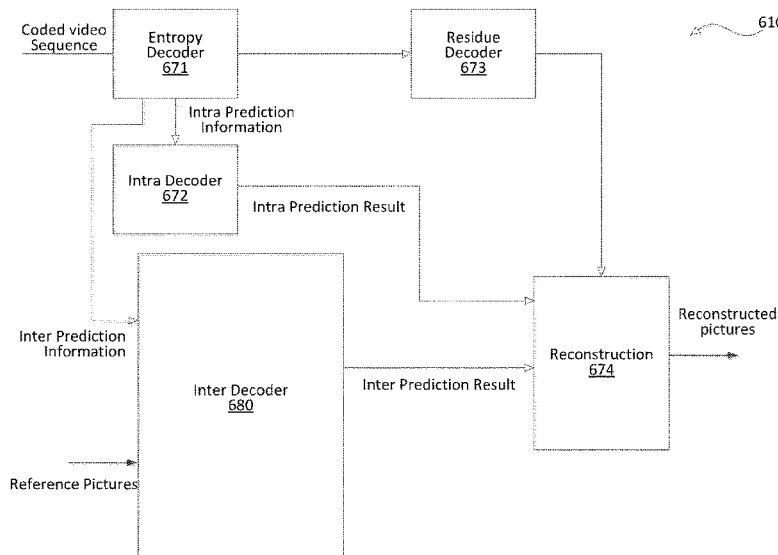 610
Coded video
Sequence
Entropy
Decoder
671
Residue
Decoder
673
Intra Prediction
Information
Intra Decoder
672
Intra Prediction Result
Inter Prediction
Information
Inter Decoder
680
Inter Prediction Result
Reconstruction
674
Reconstructed
pictures
Reference Pictures